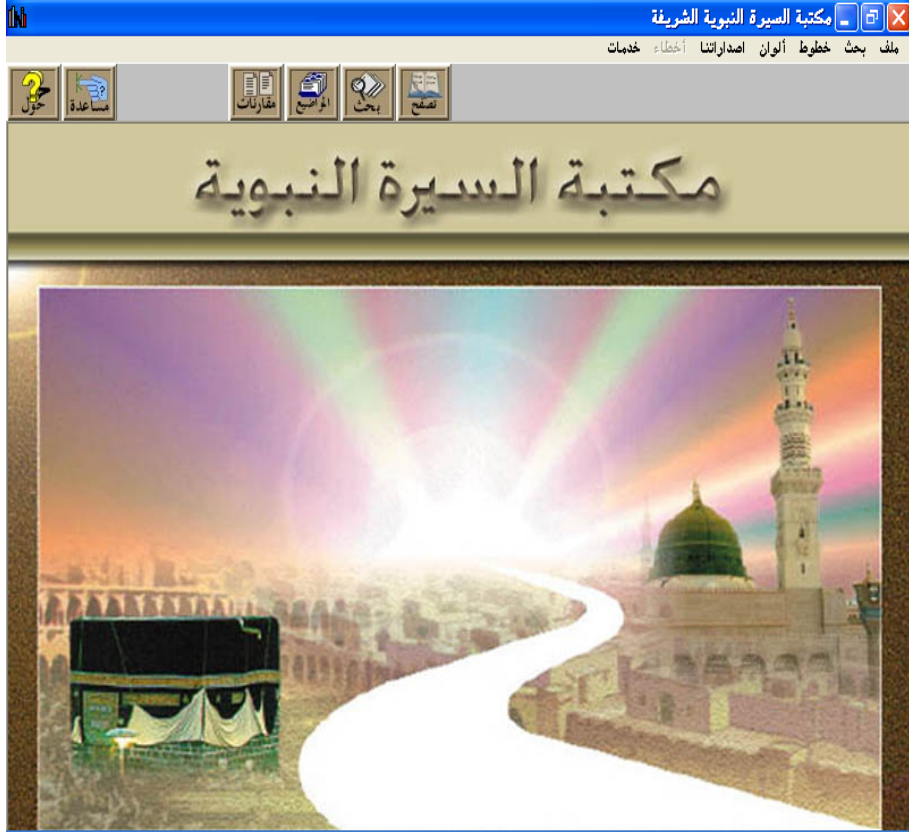 مكتبة السيرة النبوية الشريفة
ملف بحث خطوط ألوان اصداراتنا أخطاء خدمات
تصفح بحث المواضيع مقارنات مساعدة حول
مكتبة السيرة النبوية